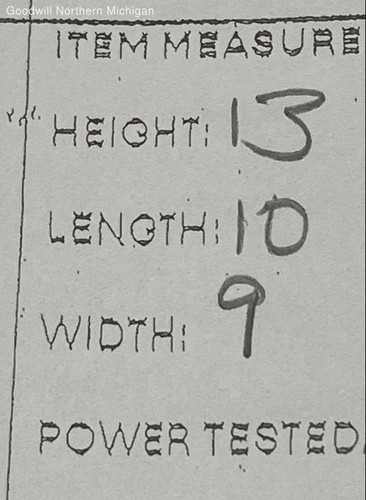 Goodwill Northern Michigan
ITEM MEASURE
HEIGHT: 13
LENGTH: 10
WIDTH: 9
POWER TESTED